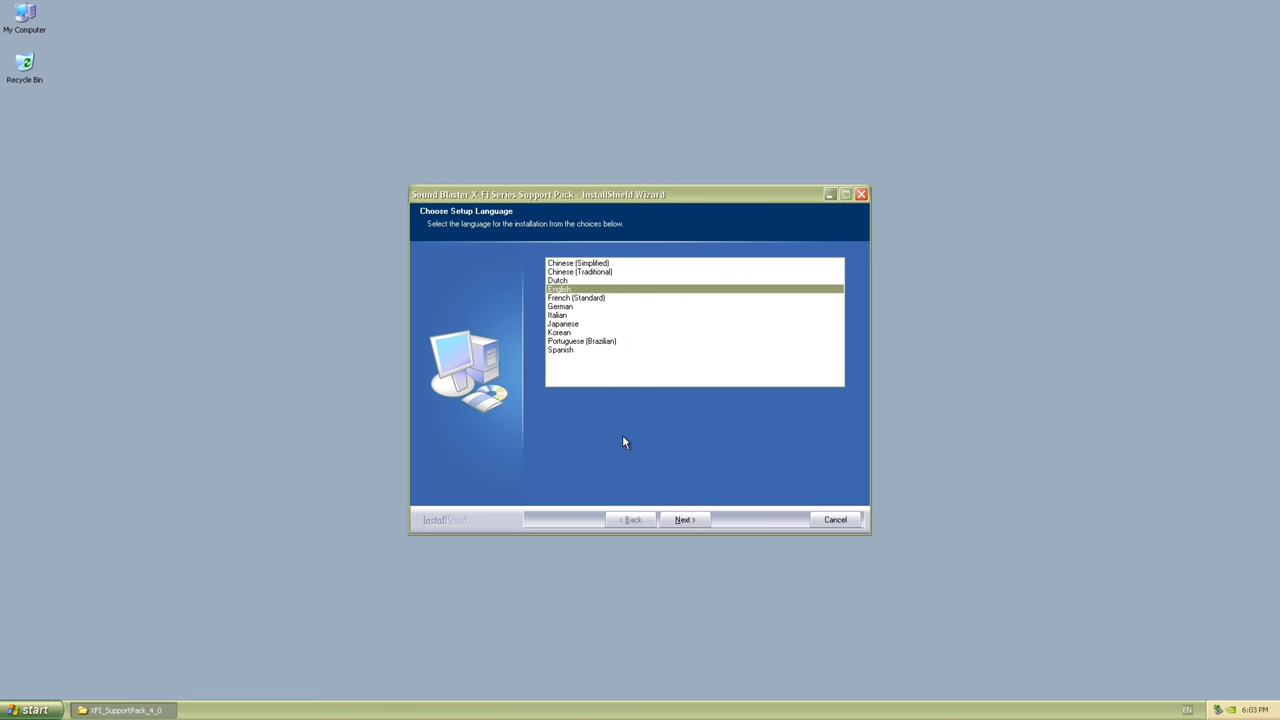 My Computer
Recycle Bin
Sound Blaster X-Fi Series Support Pack - InstallShield Wizard
Choose Setup Language
Select the language for the installation from the choices below.
Chinese (Simplified)
Chinese (Traditional)
Dutch
English
French (Standard)
German
Italian
Japanese
Korean
Portuguese (Brazilian)
Spanish
InstallShield
< Back
Next >
Cancel
start
XFI_SupportPack_4_0
EN
6:03 PM